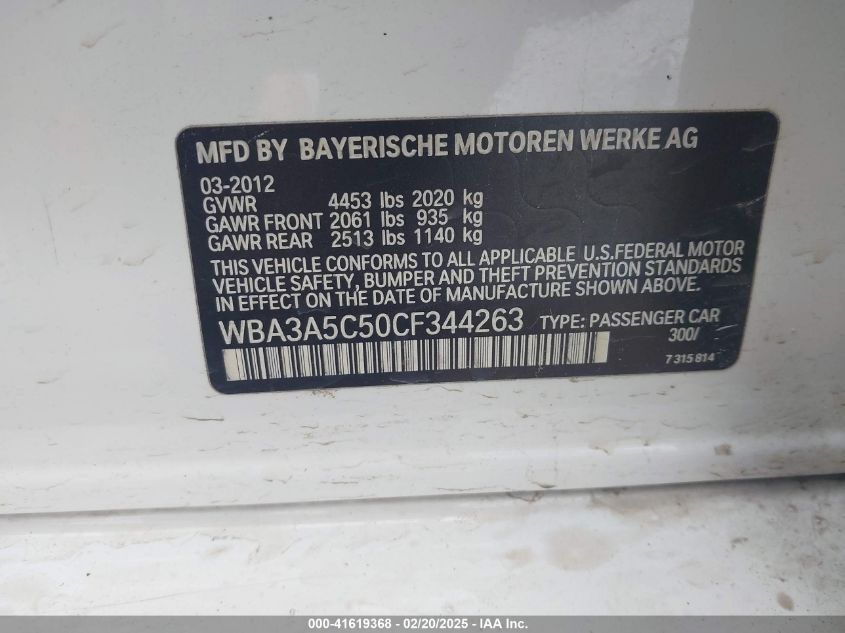 MFD BY BAYERISCHE MOTOREN WERKE AG
03-2012
GVWR 4453 lbs 2020 kg
GAWR FRONT 2061 lbs 935 kg
GAWR REAR 2513 lbs 1140 kg
THIS VEHICLE CONFORMS TO ALL APPLICABLE U.S.FEDERAL MOTOR
VEHICLE SAFETY, BUMPER AND THEFT PREVENTION STANDARDS
IN EFFECT ON THE DATE OF MANUFACTURE SHOWN ABOVE.
WBA3A5C50CF344263 TYPE: PASSENGER CAR
300/
7 315 814
000-41619368 - 02/20/2025 - IAAI.com